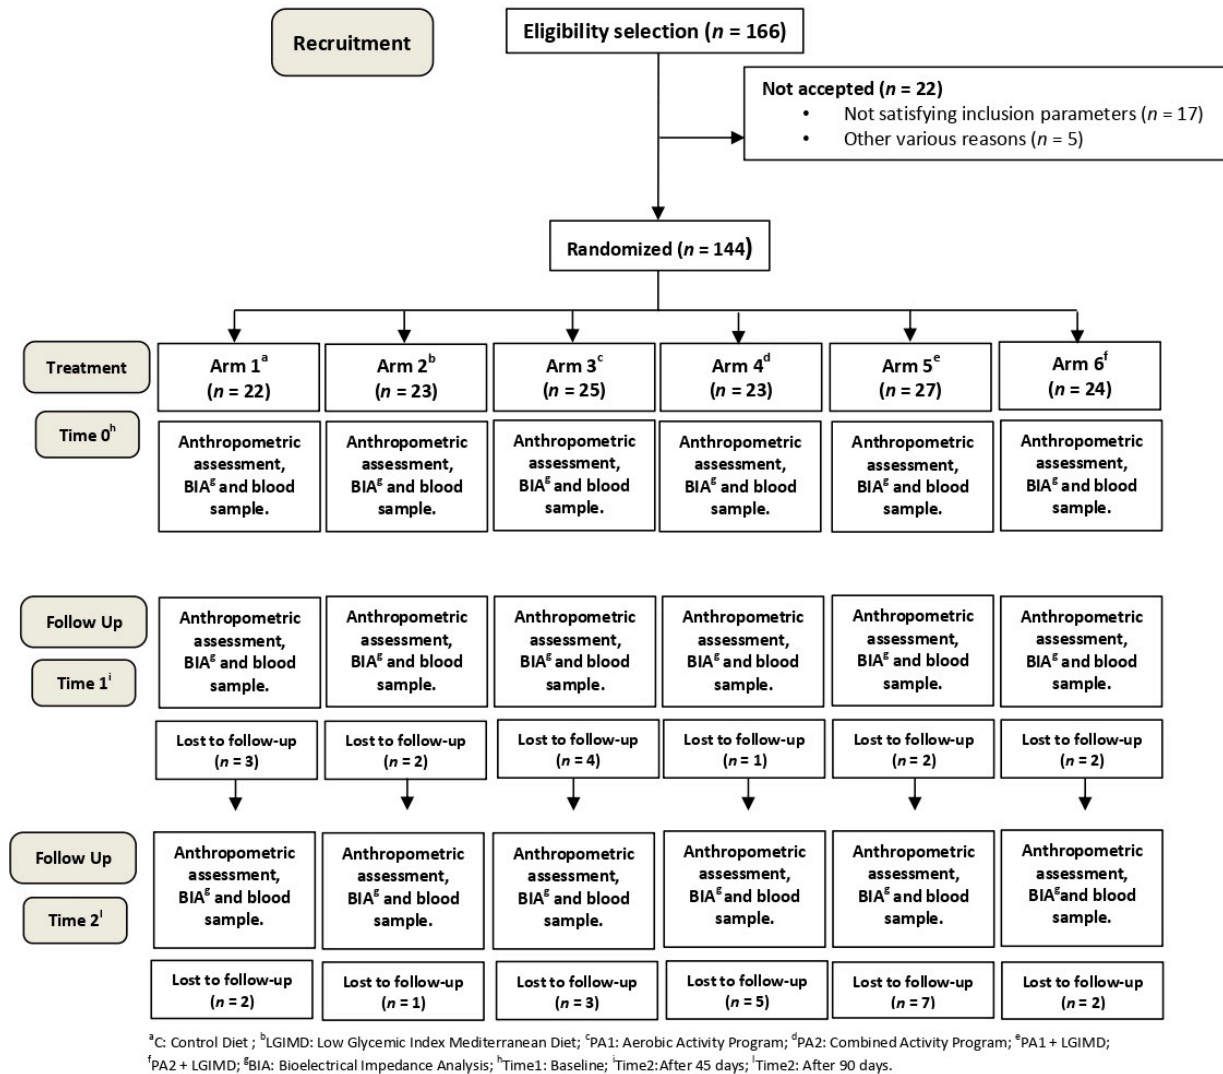 Recruitment
Eligibility selection (n = 166)
Not accepted (n = 22)
• Not satisfying inclusion parameters (n = 17)
• Other various reasons (n = 5)
Randomized (n = 144)
Treatment
Arm 1a
(n = 22)
Arm 2b
(n = 23)
Arm 3c
(n = 25)
Arm 4d
(n = 23)
Arm 5e
(n = 27)
Arm 6f
(n = 24)
Time 0h
Anthropometric
assessment,
BIAg and blood
sample.
Anthropometric
assessment,
BIAg and blood
sample.
Anthropometric
assessment,
BIAg and blood
sample.
Anthropometric
assessment,
BIAg and blood
sample.
Anthropometric
assessment,
BIAg and blood
sample.
Anthropometric
assessment,
BIAg and blood
sample.
Follow Up
Time 1i
Anthropometric
assessment,
BIAg and blood
sample.
Anthropometric
assessment,
BIAg and blood
sample.
Anthropometric
assessment,
BIAg and blood
sample.
Anthropometric
assessment,
BIAg and blood
sample.
Anthropometric
assessment,
BIAg and blood
sample.
Anthropometric
assessment,
BIAg and blood
sample.
Lost to follow-up
(n = 3)
Lost to follow-up
(n = 2)
Lost to follow-up
(n = 4)
Lost to follow-up
(n = 1)
Lost to follow-up
(n = 2)
Lost to follow-up
(n = 2)
Follow Up
Time 2l
Anthropometric
assessment,
BIAg and blood
sample.
Anthropometric
assessment,
BIAg and blood
sample.
Anthropometric
assessment,
BIAg and blood
sample.
Anthropometric
assessment,
BIAg and blood
sample.
Anthropometric
assessment,
BIAg and blood
sample.
Anthropometric
assessment,
BIAgand blood
sample.
Lost to follow-up
(n = 2)
Lost to follow-up
(n = 1)
Lost to follow-up
(n = 3)
Lost to follow-up
(n = 5)
Lost to follow-up
(n = 7)
Lost to follow-up
(n = 2)
aC: Control Diet ; bLGIMD: Low Glycemic Index Mediterranean Diet; cPA1: Aerobic Activity Program; dPA2: Combined Activity Program; ePA1 + LGIMD;
fPA2 + LGIMD; gBIA: Bioelectrical Impedance Analysis; hTime1: Baseline; iTime2:After 45 days; lTime2: After 90 days.